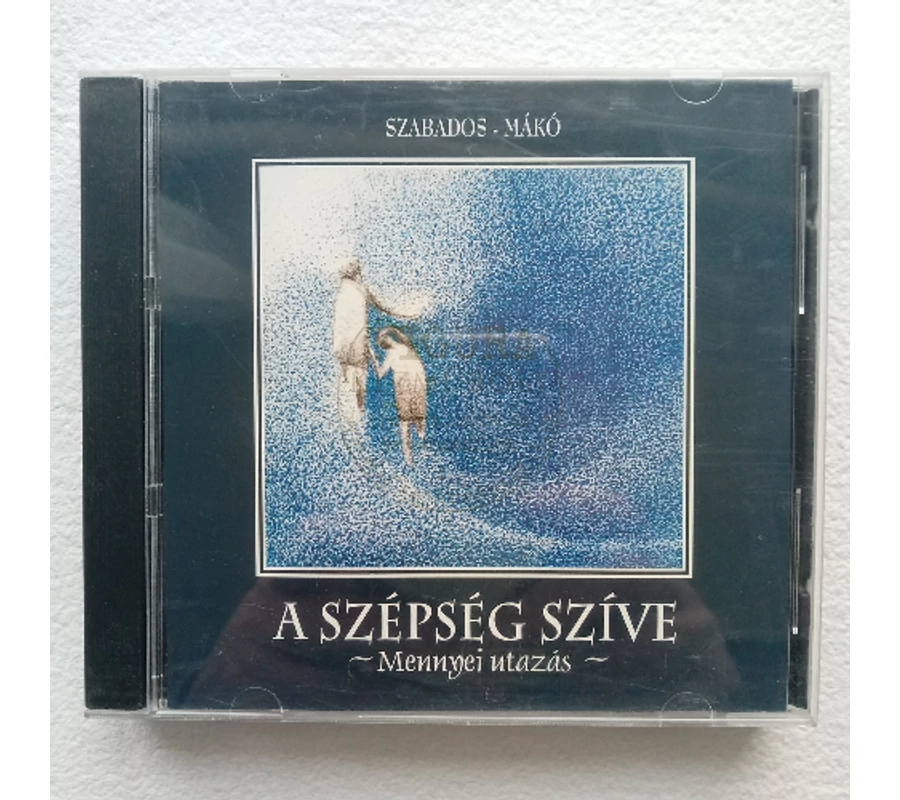 SZABADOS - MÁKÓ
A SZÉPSÉG SZÍVE
~ Mennyei utazás ~